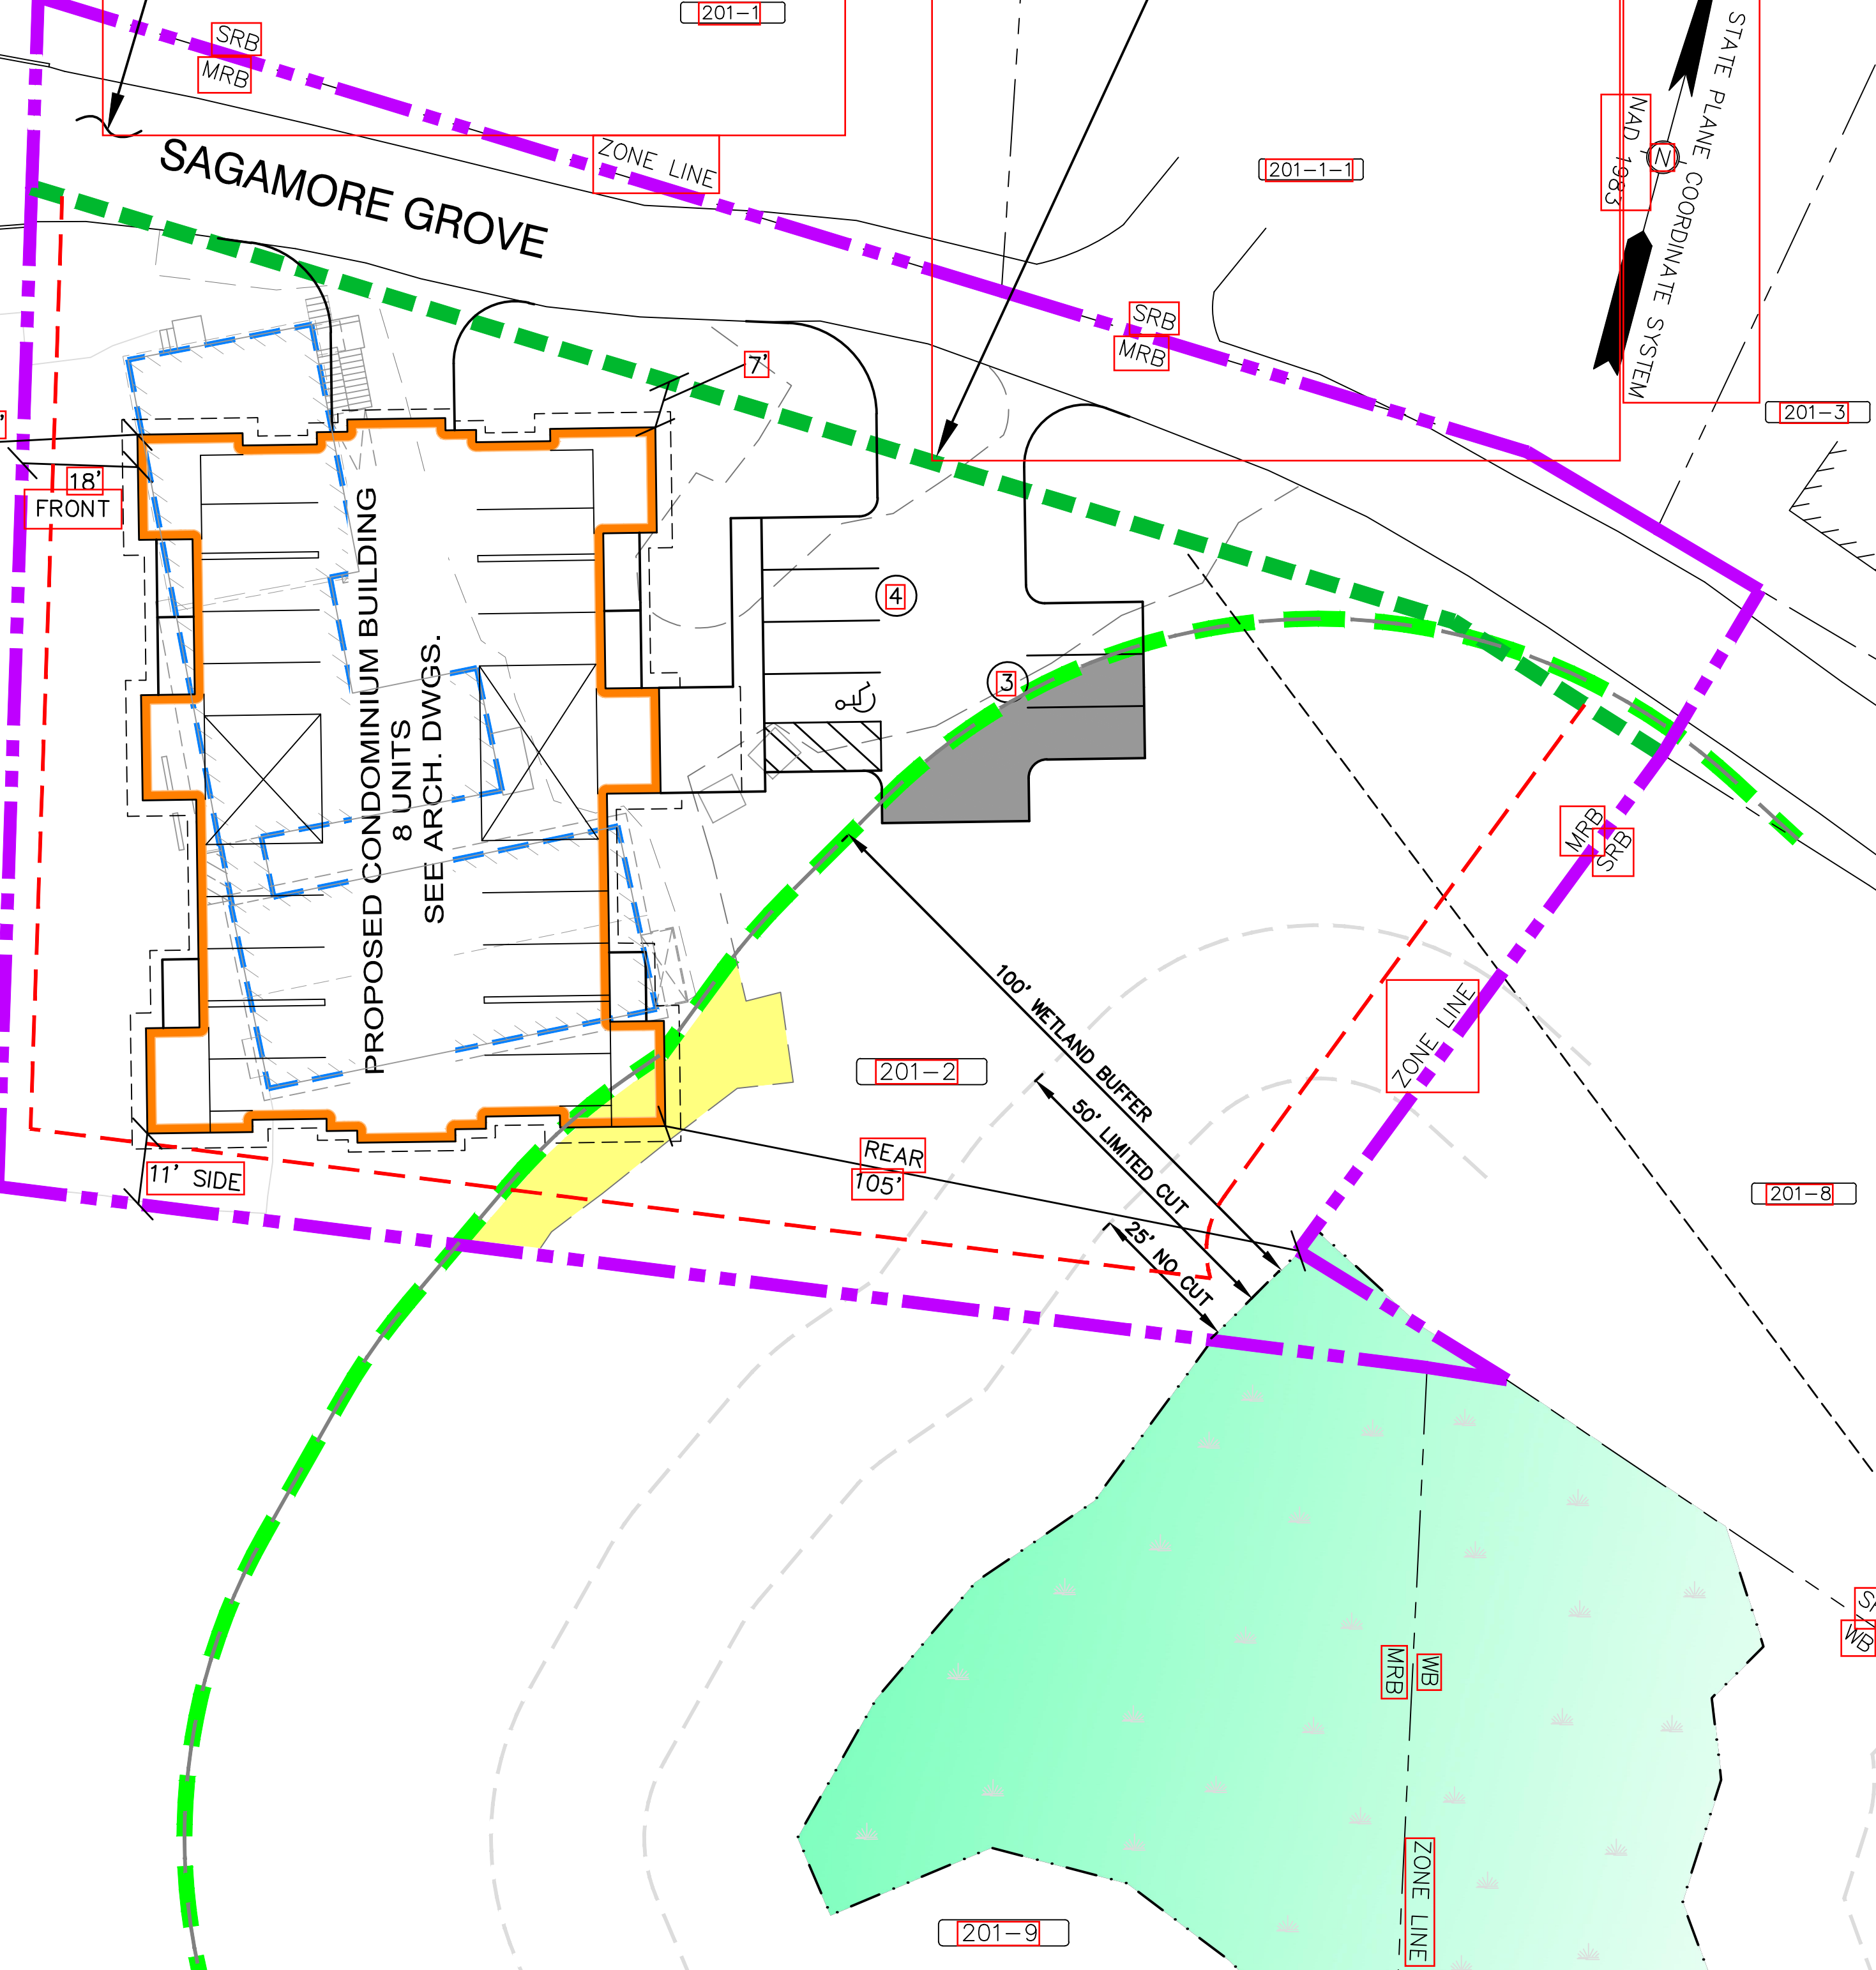 201-1
SRB
MRB
ZONE LINE
SAGAMORE GROVE
201-1-1
NAD 1983
N
STATE PLANE COORDINATE SYSTEM
SRB
MRB
201-3
7'
18'
FRONT
4
3
PROPOSED CONDOMINIUM BUILDING
8 UNITS
SEE ARCH. DWGS.
MRB
SRB
ZONE LINE
100' WETLAND BUFFER
50' LIMITED CUT
25' NO CUT
201-2
REAR
105'
11' SIDE
201-8
WB
MRB
WB
ZONE LINE
201-9